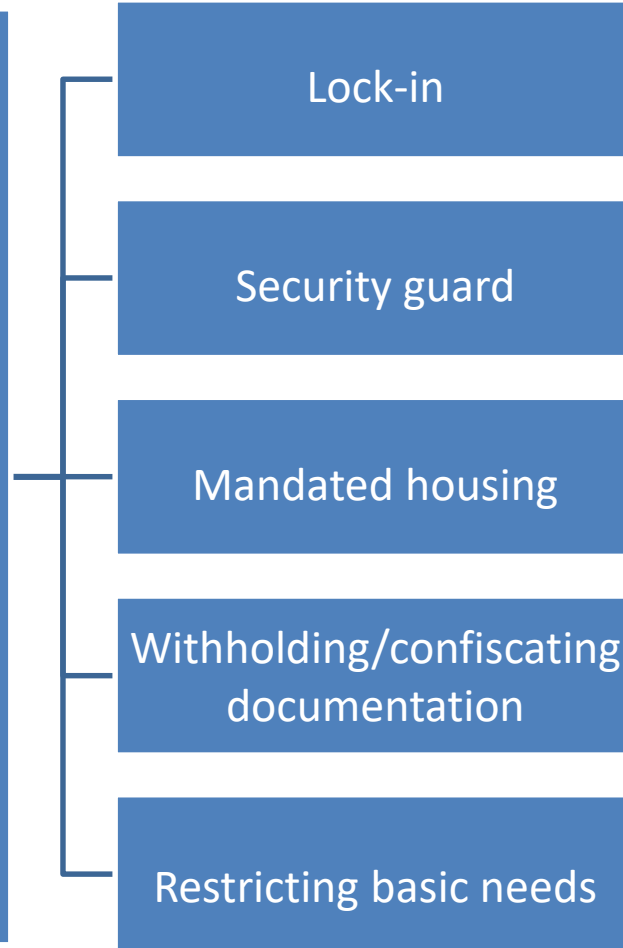 Lock-in
Security guard
Mandated housing
Withholding/confiscating
documentation
Restricting basic needs